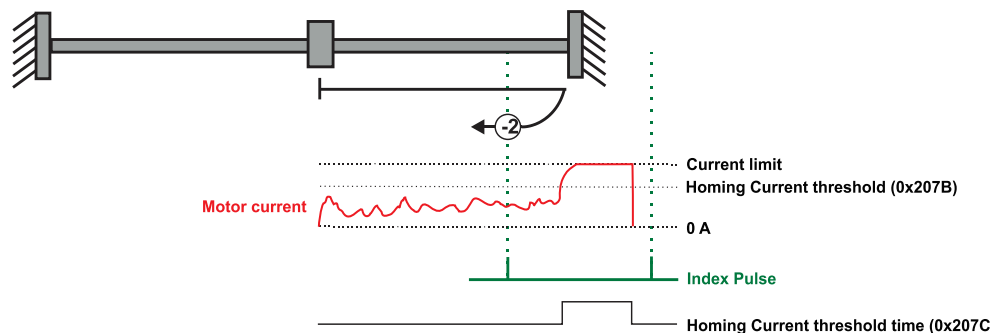 -2
Current limit
Homing Current threshold (0x207B)
Motor current
0 A
Index Pulse
Homing Current threshold time (0x207C